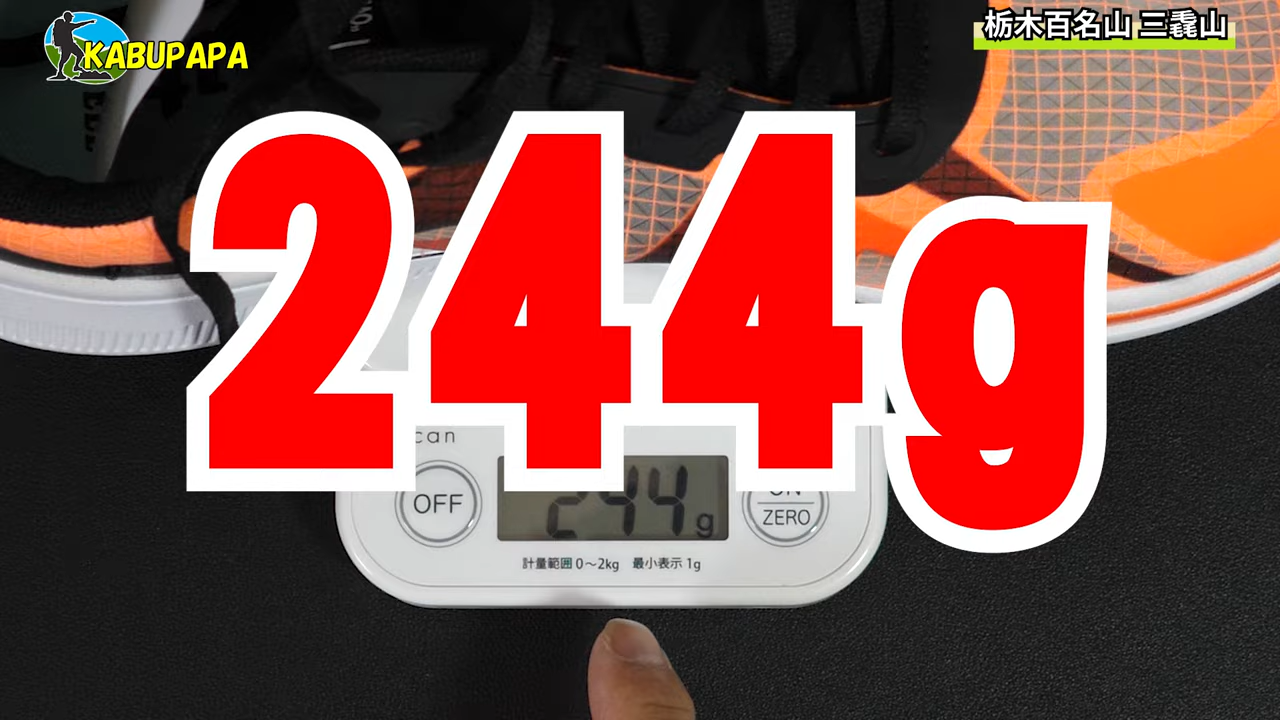 KABUPAPA
栃木百名山 三毳山
244g
can
OFF
244g
ON
ZERO
計量範囲 0～2kg 最小表示 1g